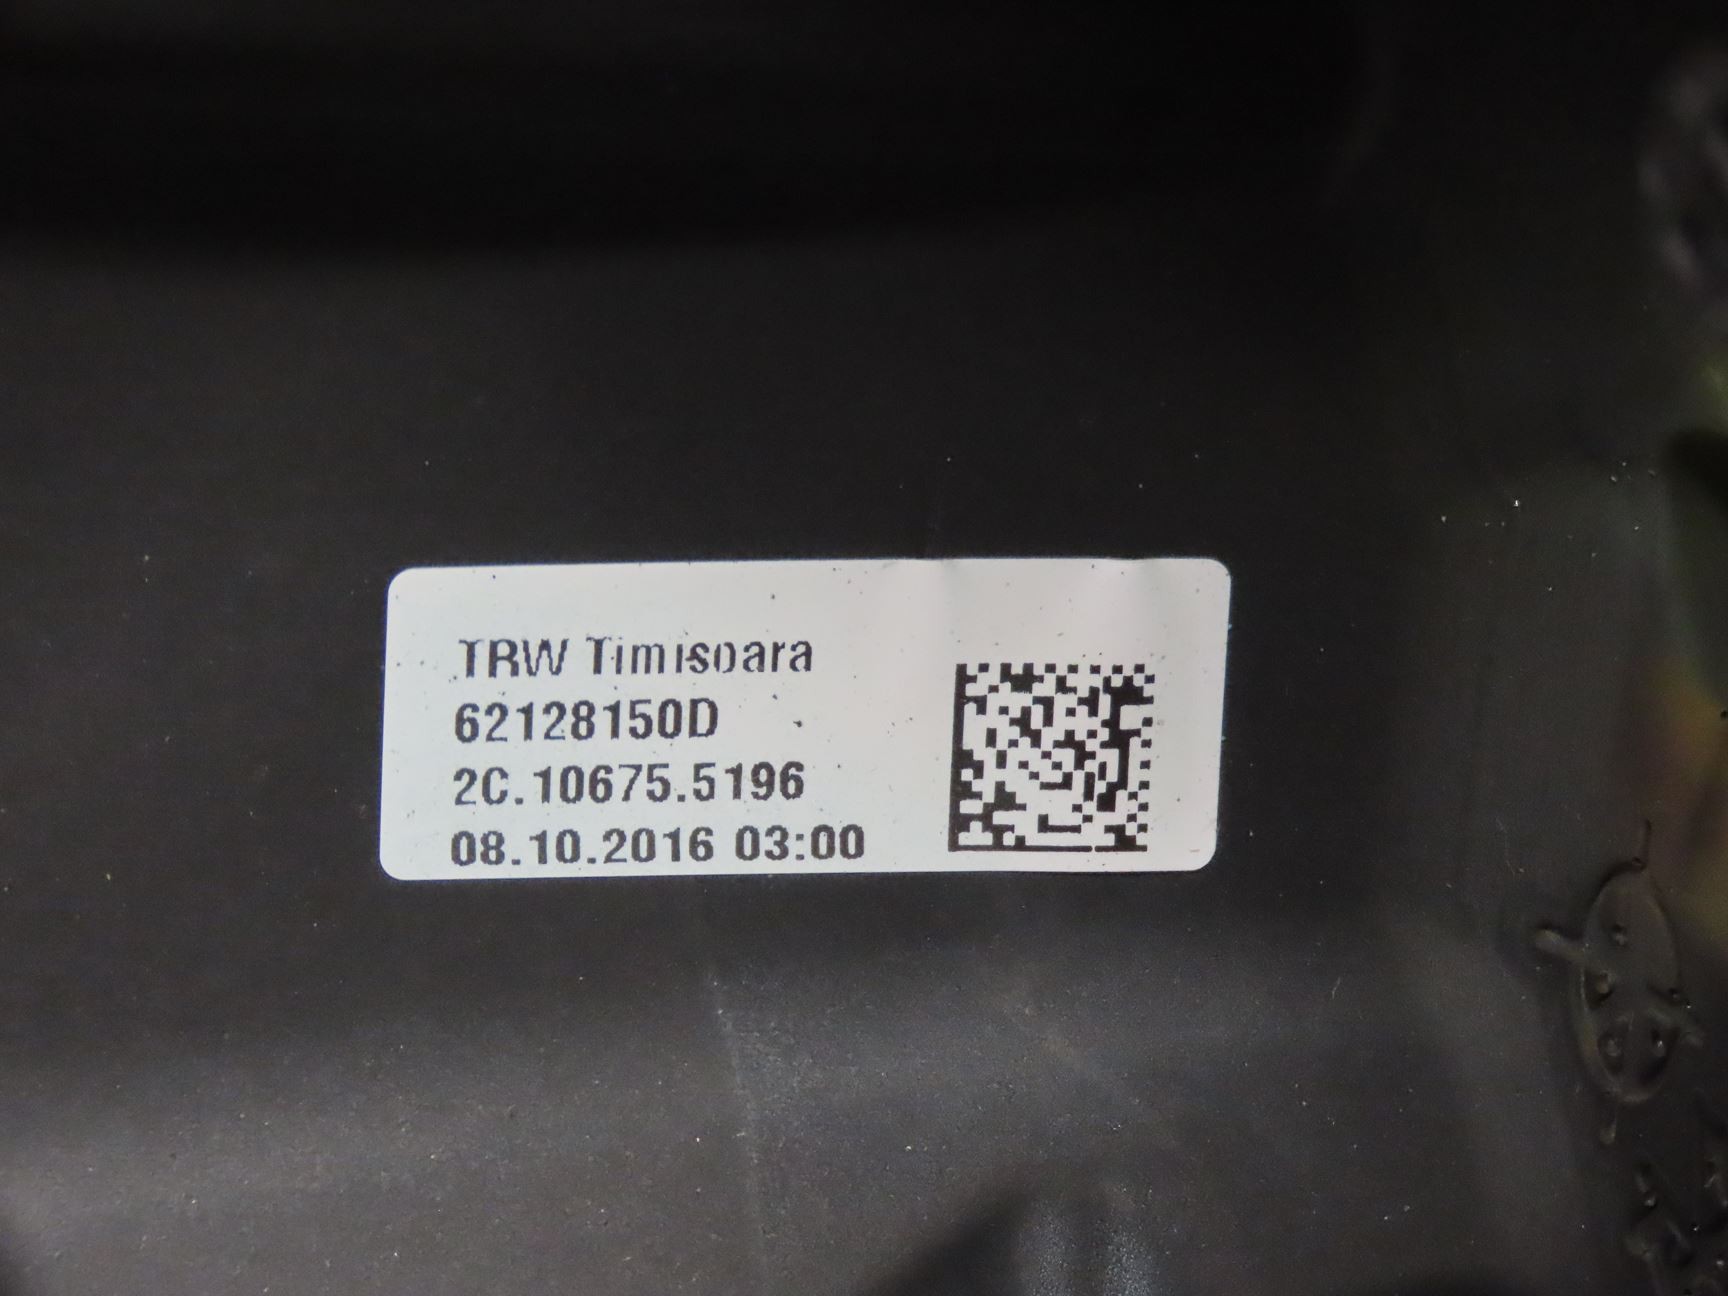 TRW Timisoara
62128150D
2C.10675.5196
08.10.2016 03:00